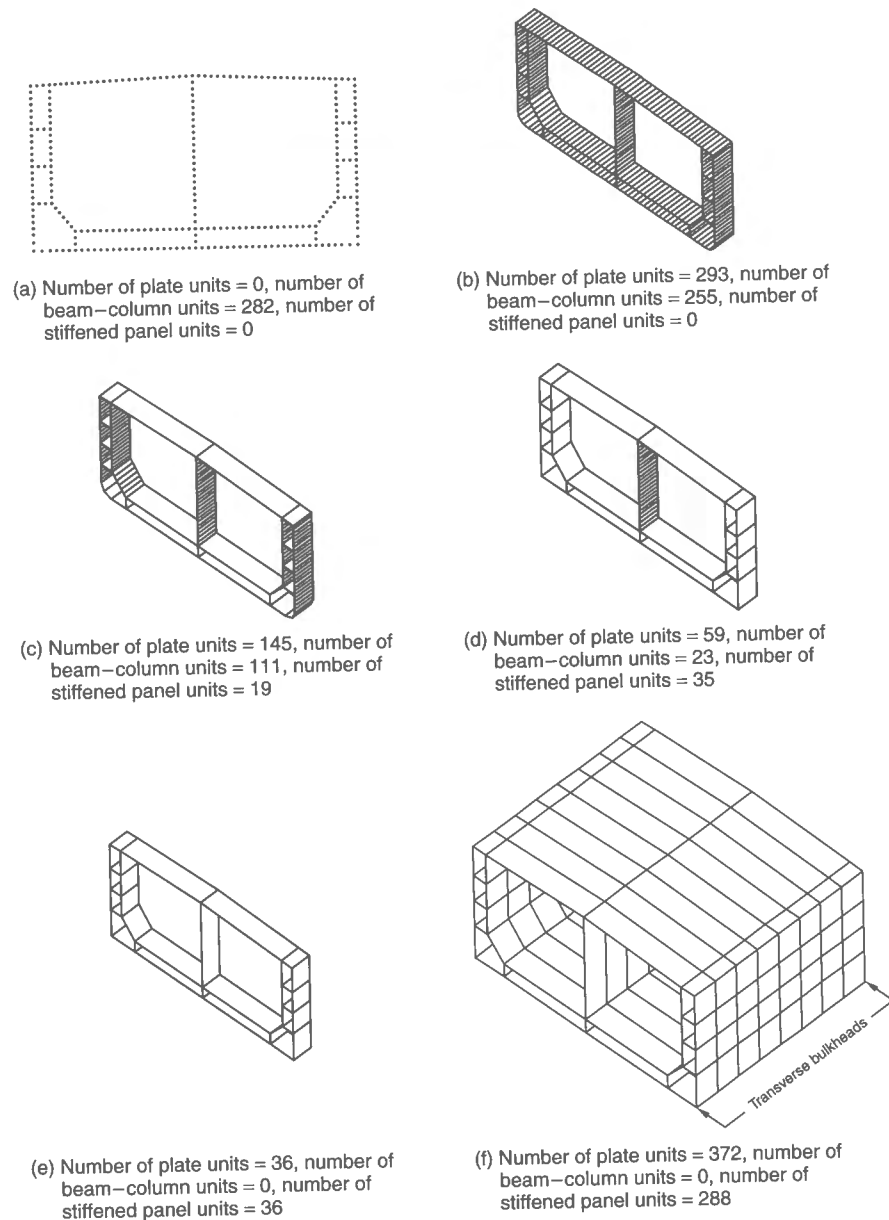 (a) Number of plate units = 0, number of
beam–column units = 282, number of
stiffened panel units = 0
(b) Number of plate units = 293, number of
beam–column units = 255, number of
stiffened panel units = 0
(c) Number of plate units = 145, number of
beam–column units = 111, number of
stiffened panel units = 19
(d) Number of plate units = 59, number of
beam–column units = 23, number of
stiffened panel units = 35
Transverse bulkheads
(e) Number of plate units = 36, number of
beam–column units = 0, number of
stiffened panel units = 36
(f) Number of plate units = 372, number of
beam–column units = 0, number of
stiffened panel units = 288